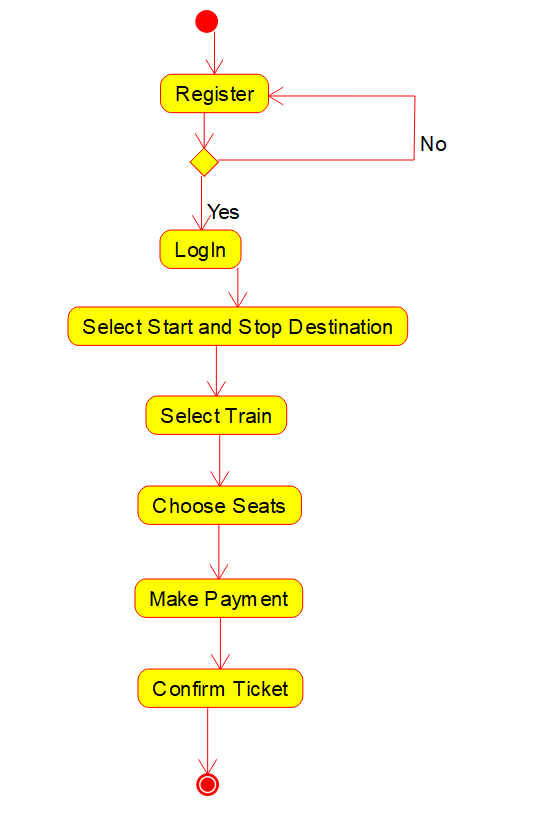 Register
No
Yes
LogIn
Select Start and Stop Destination
Select Train
Choose Seats
Make Payment
Confirm Ticket